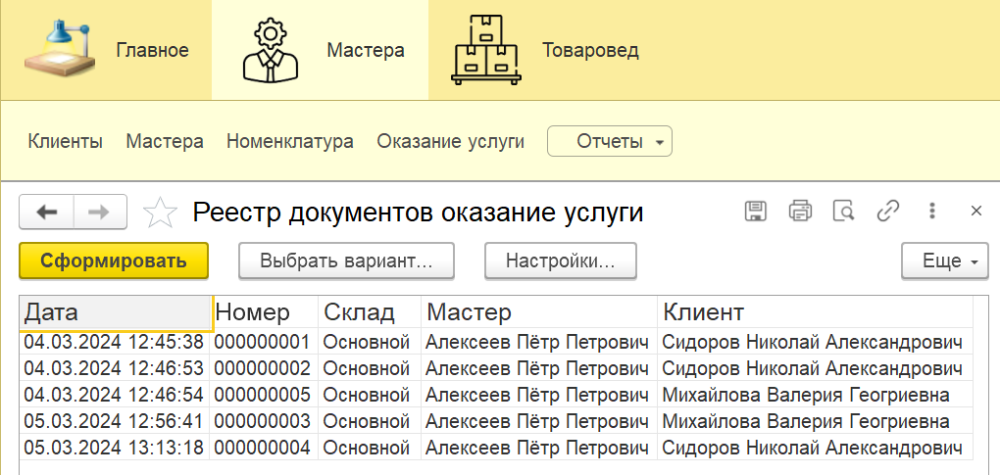 Главное Мастера Товаровед
Клиенты Мастера Номенклатура Оказание услуги Отчеты
Реестр документов оказание услуги
Сформировать Выбрать вариант... Настройки... Еще
Дата Номер Склад Мастер Клиент
04.03.2024 12:45:38 000000001 Основной Алексеев Пётр Петрович Сидоров Николай Александрович
04.03.2024 12:46:53 000000002 Основной Алексеев Пётр Петрович Сидоров Николай Александрович
04.03.2024 12:46:54 000000005 Основной Алексеев Пётр Петрович Михайлова Валерия Геогриевна
05.03.2024 12:56:41 000000003 Основной Алексеев Пётр Петрович Михайлова Валерия Геогриевна
05.03.2024 13:13:18 000000004 Основной Алексеев Пётр Петрович Сидоров Николай Александрович